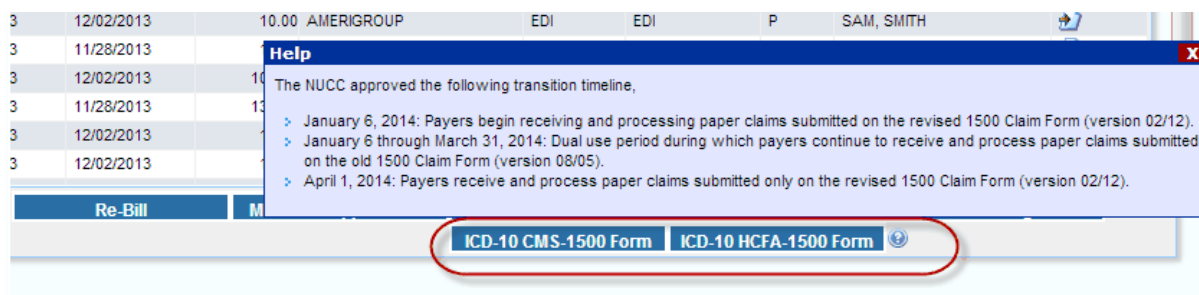 3 12/02/2013 10.00 AMERIGROUP EDI EDI P SAM, SMITH
3 11/28/2013
Help X
3 12/02/2013
The NUCC approved the following transition timeline,
3 11/28/2013
January 6, 2014: Payers begin receiving and processing paper claims submitted on the revised 1500 Claim Form (version 02/12).
3 12/02/2013
January 6 through March 31, 2014: Dual use period during which payers continue to receive and process paper claims submitted
3 12/02/2013
on the old 1500 Claim Form (version 08/05).
April 1, 2014: Payers receive and process paper claims submitted only on the revised 1500 Claim Form (version 02/12).
Re-Bill M
ICD-10 CMS-1500 Form ICD-10 HCFA-1500 Form ?